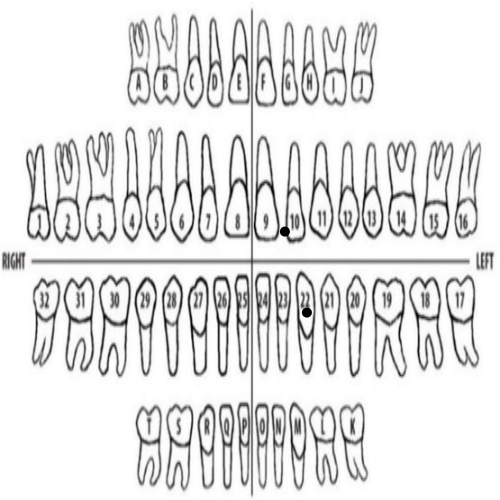 A B C D E F G H I J
1 2 3 4 5 6 7 8 9 10 11 12 13 14 15 16
RIGHT LEFT
32 31 30 29 28 27 26 25 24 23 22 21 20 19 18 17
T S R Q P O N M L K